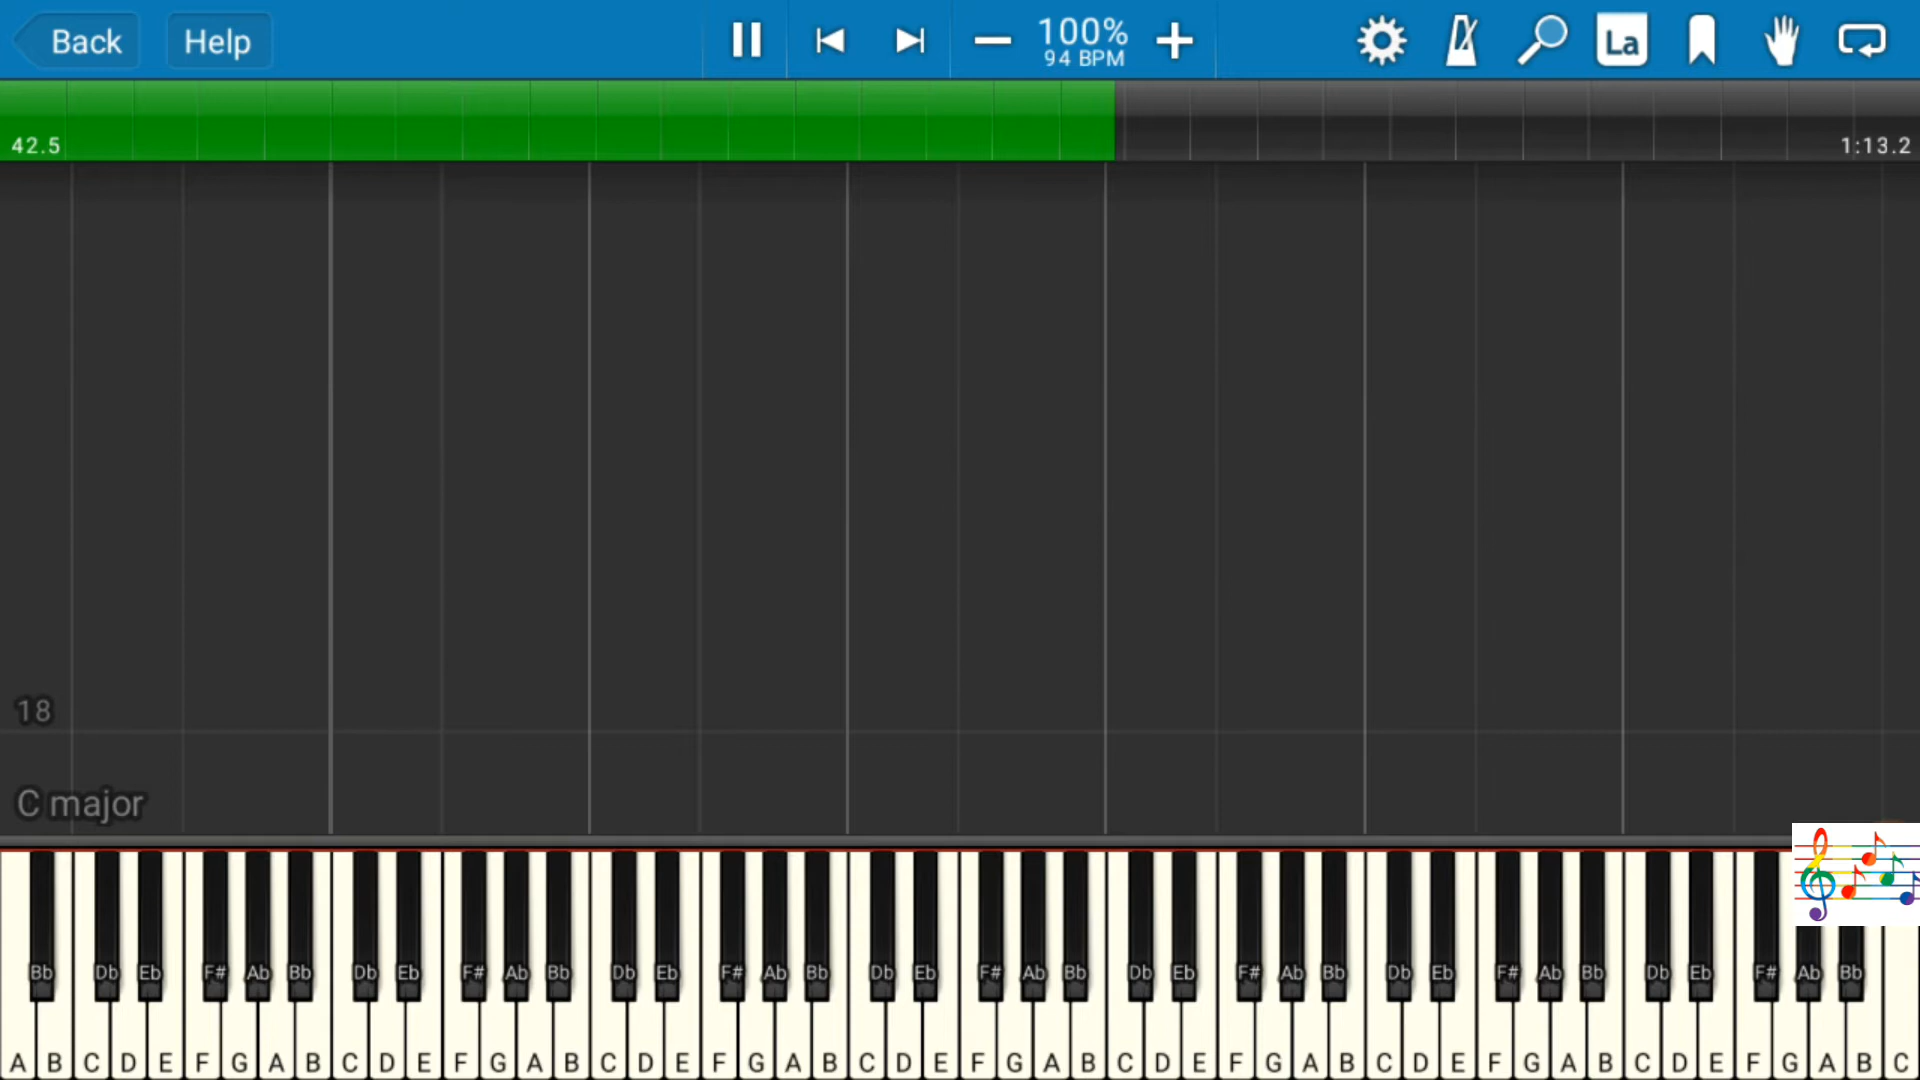 Back Help 100% La
94 BPM
42.5 1:13.2
18
C major
Bb Db Eb F# Ab Bb Db Eb F# Ab Bb Db Eb F# Ab Bb Db Eb F# Ab Bb Db Eb F# Ab Bb Db Eb F# Ab Bb Db Eb F# Ab Bb
A B C D E F G A B C D E F G A B C D E F G A B C D E F G A B C D E F G A B C D E F G A B C D E F G A B C